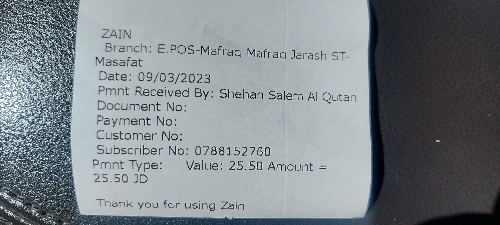 ZAIN
Branch: E.POS-Mafraq Mafraq Jarash ST-
Masafat
Date: 09/03/2023
Pmnt Received By: Shehan Salem Al Qutan
Document No:
Payment No:
Customer No:
Subscriber No: 0788152760
Pmnt Type: Value: 25.50 Amount =
25.50 JD
Thank you for using Zain